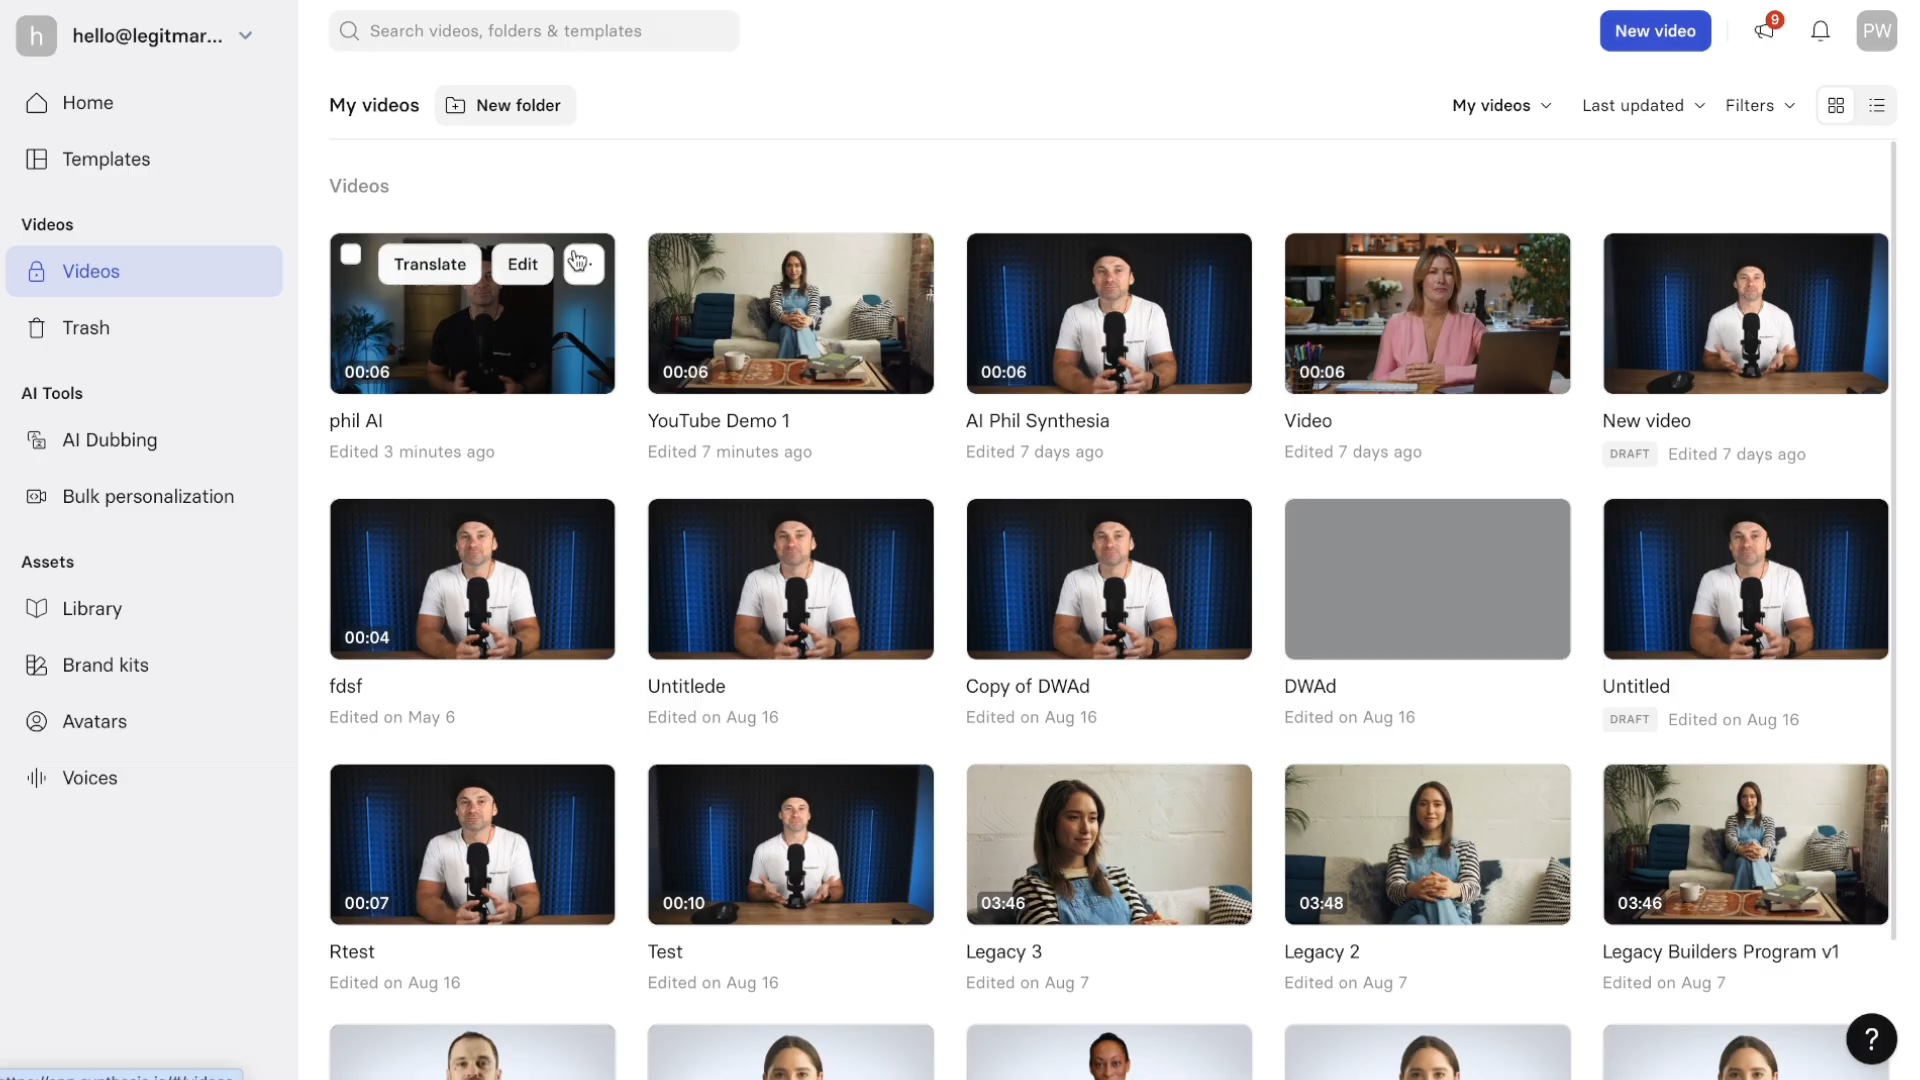 h
hello@legitmar...
Search videos, folders & templates
New video
9
PW
Home
Templates
Videos
Videos
Trash
AI Tools
AI Dubbing
Bulk personalization
Assets
Library
Brand kits
Avatars
Voices
My videos
New folder
My videos
Last updated
Filters
Videos
Translate
Edit
00:06
00:06
00:06
00:06
phil AI
YouTube Demo 1
AI Phil Synthesia
Video
New video
Edited 3 minutes ago
Edited 7 minutes ago
Edited 7 days ago
Edited 7 days ago
DRAFT
Edited 7 days ago
00:04
fdsf
Untitlede
Copy of DWAd
DWAd
Untitled
Edited on May 6
Edited on Aug 16
Edited on Aug 16
Edited on Aug 16
DRAFT
Edited on Aug 16
00:07
00:10
03:46
03:48
03:46
Rtest
Test
Legacy 3
Legacy 2
Legacy Builders Program v1
Edited on Aug 16
Edited on Aug 16
Edited on Aug 7
Edited on Aug 7
Edited on Aug 7
?